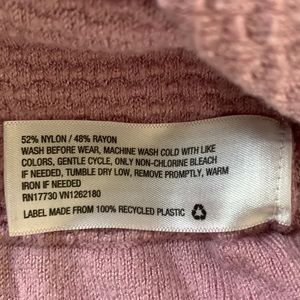 52% NYLON / 48% RAYON
WASH BEFORE WEAR, MACHINE WASH COLD WITH LIKE
COLORS, GENTLE CYCLE, ONLY NON-CHLORINE BLEACH
IF NEEDED, TUMBLE DRY LOW, REMOVE PROMPTLY, WARM
IRON IF NEEDED
RN17730 VN1262180
LABEL MADE FROM 100% RECYCLED PLASTIC